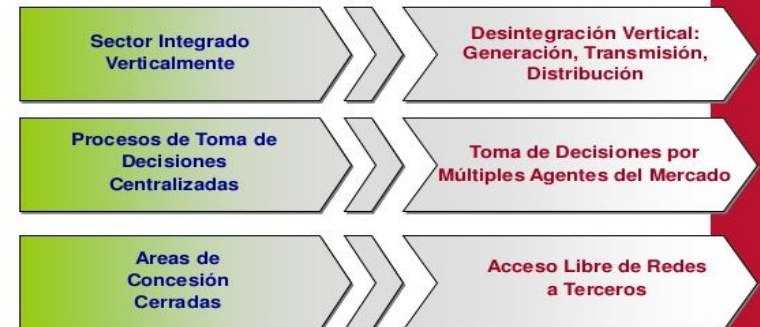 Sector Integrado
Verticalmente
Desintegración Vertical:
Generación, Transmisión,
Distribución
Procesos de Toma de
Decisiones
Centralizadas
Toma de Decisiones por
Múltiples Agentes del Mercado
Areas de
Concesión
Cerradas
Acceso Libre de Redes
a Terceros